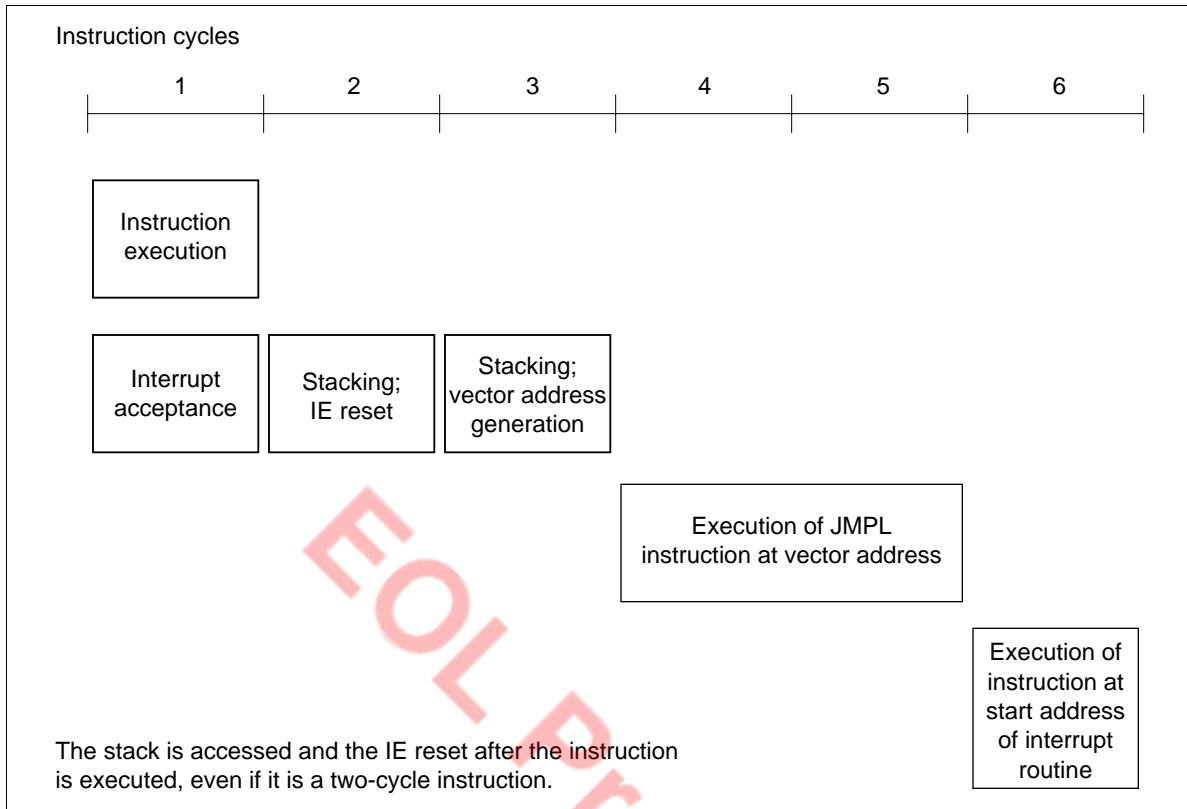 Instruction cycles
1 2 3 4 5 6
Instruction
execution
Interrupt
acceptance
Stacking;
IE reset
Stacking;
vector address
generation
Execution of JMPL
instruction at vector address
Execution of
instruction at
start address
of interrupt
routine
The stack is accessed and the IE reset after the instruction
is executed, even if it is a two-cycle instruction.
EOL Pr